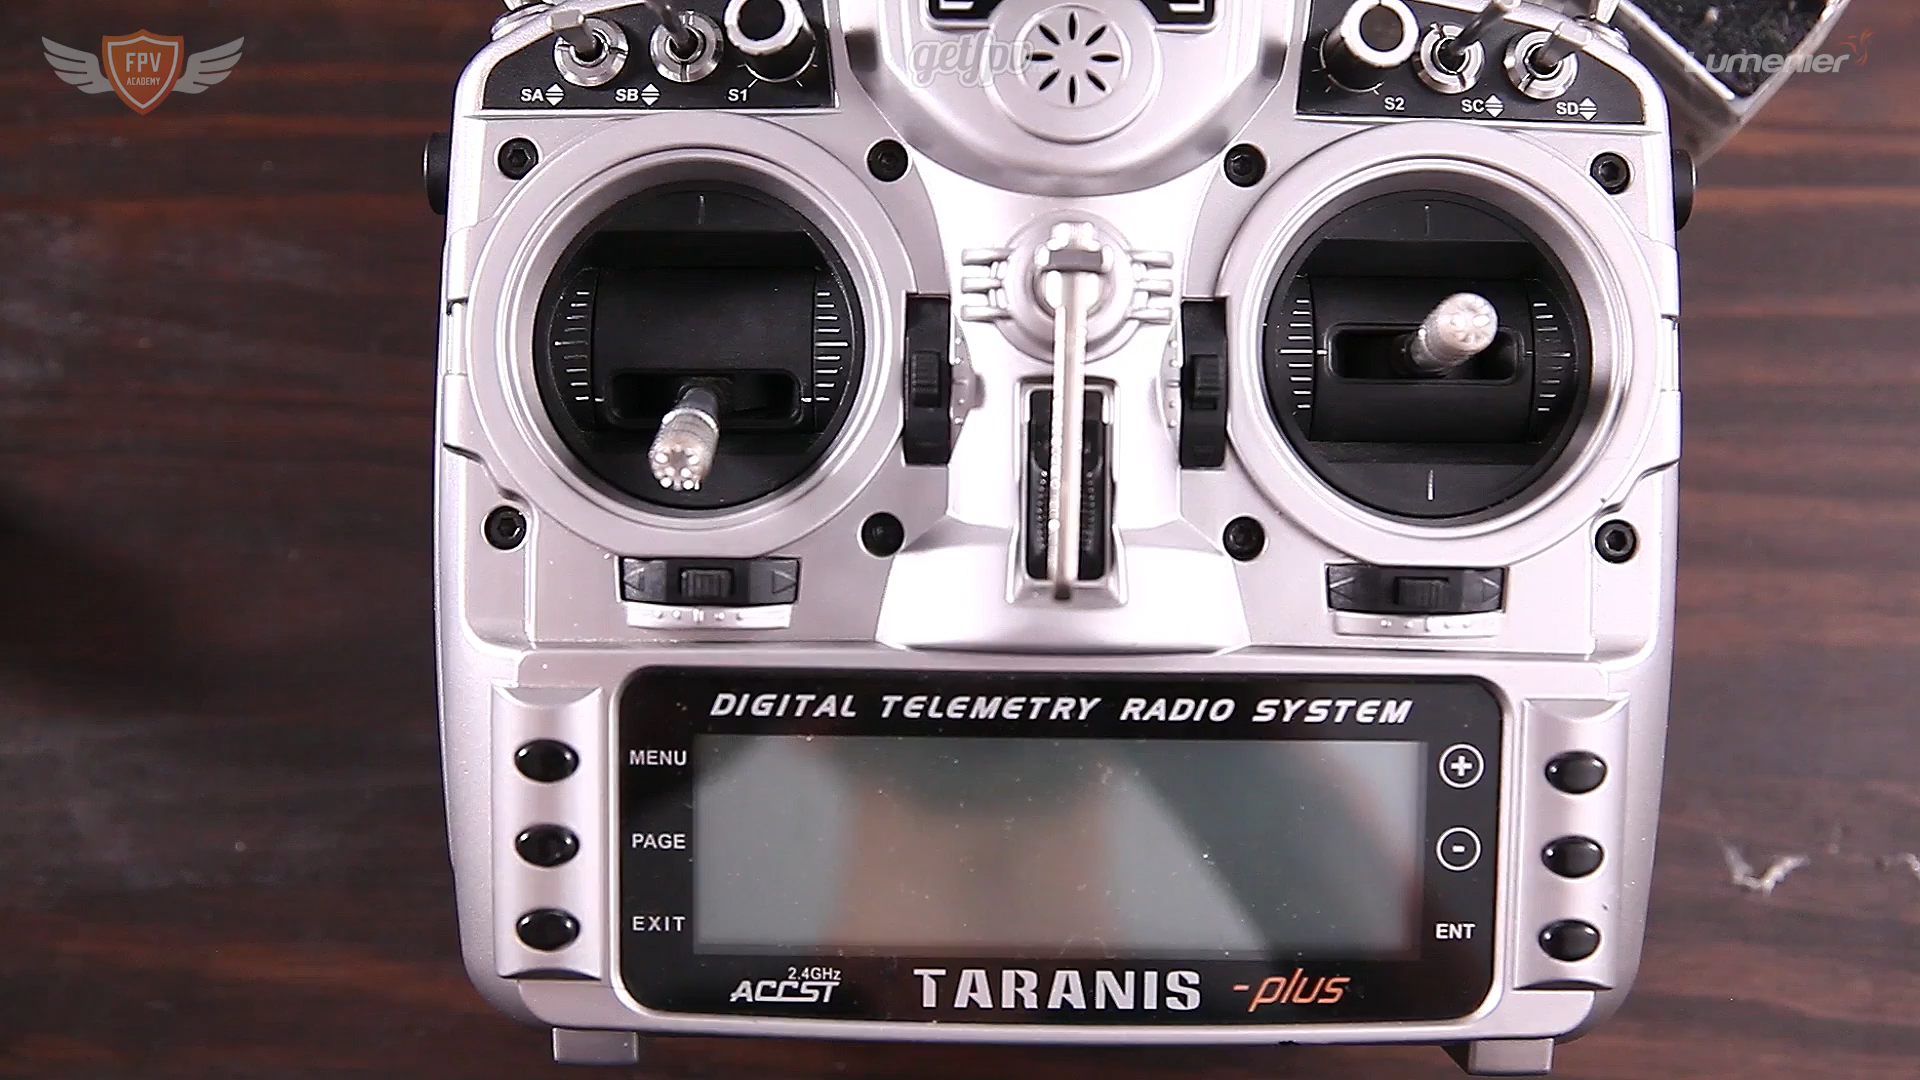 FPV
ACADEMY
getfpv
Lumenier
SA
SB
S1
S2
SC
SD
DIGITAL TELEMETRY RADIO SYSTEM
MENU
+
PAGE
-
EXIT
ENT
2.4GHz
ACCST
TARANIS -plus